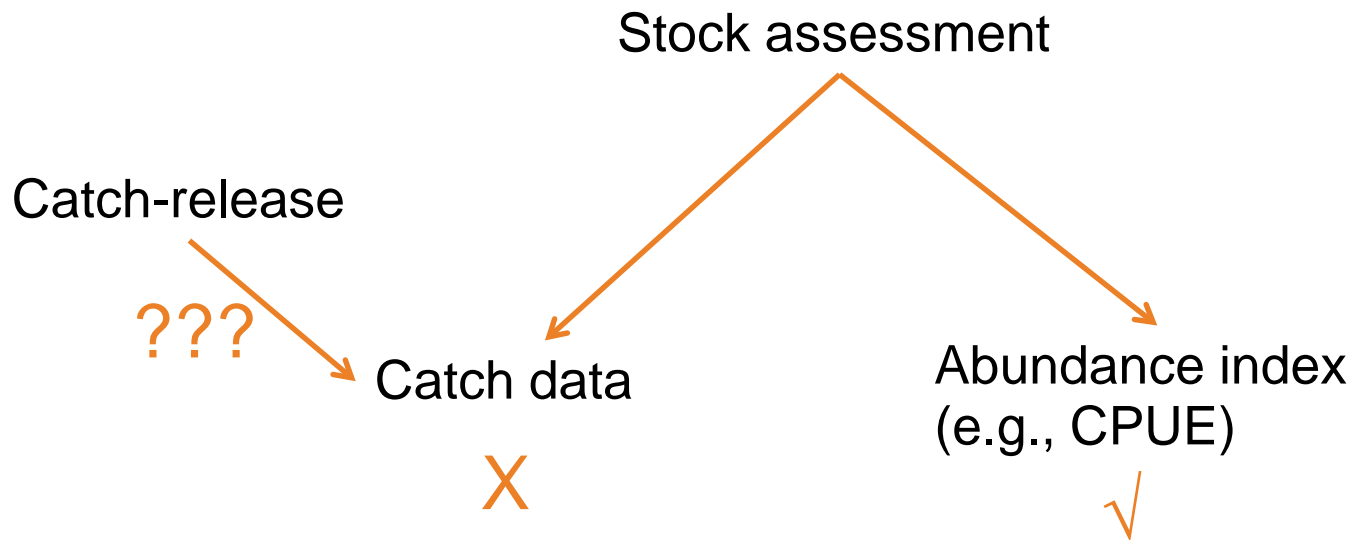 Stock assessment
Catch-release
???
Catch data
Abundance index
(e.g., CPUE)
X
√